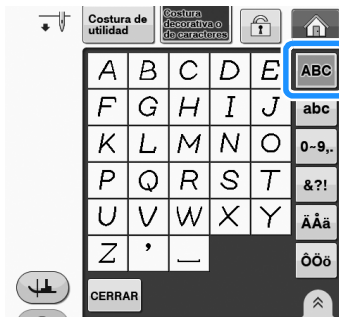 Costura de utilidad
Costura decorativa o de caracteres
A B C D E ABC
F G H I J abc
K L M N O 0~9,.
P Q R S T &?!
U V W X Y ÄÅä
Z ’ _ ÔÖö
CERRAR